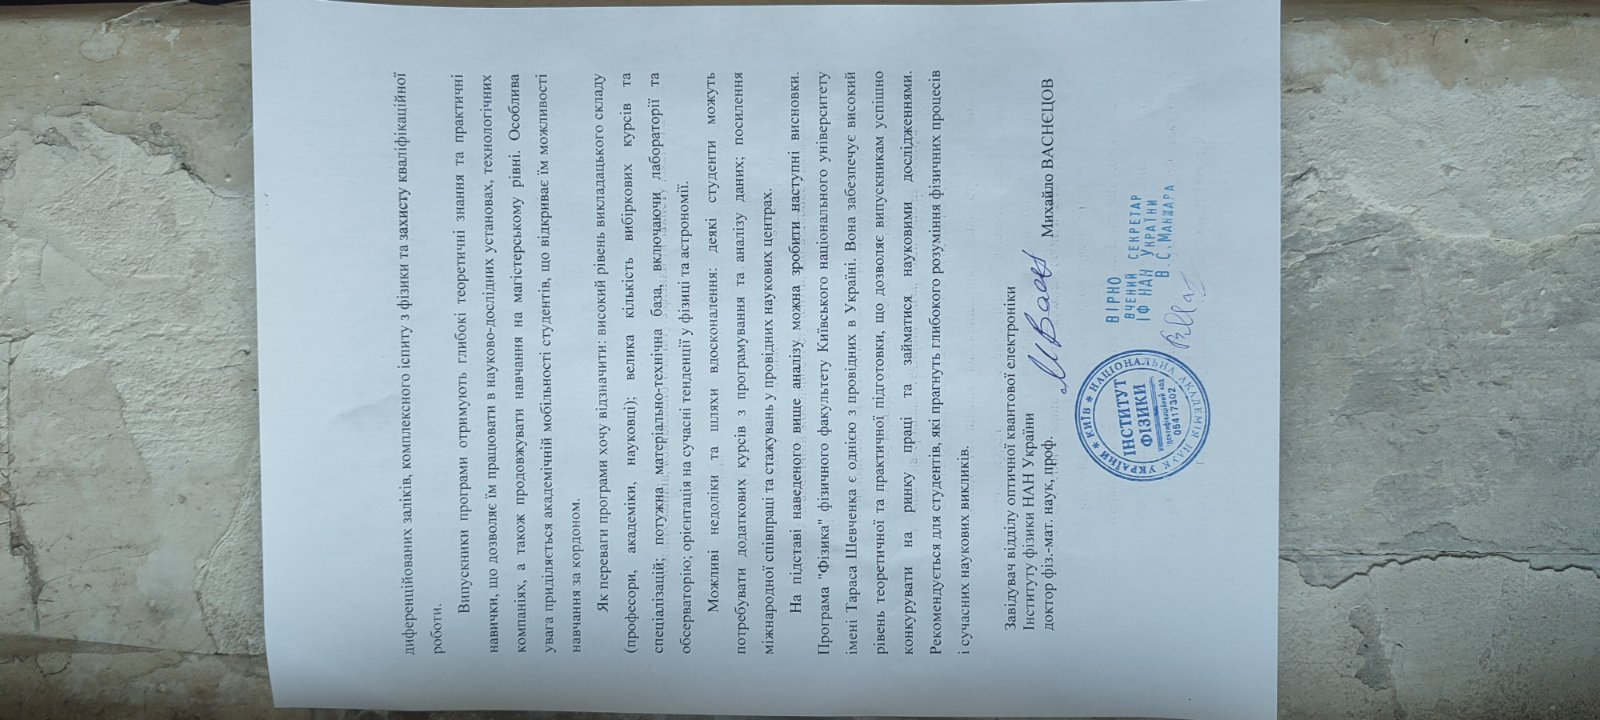 диференційованих заліків, комплексного іспиту з фізики та захисту кваліфікаційної
роботи.
Випускники програми отримують глибокі теоретичні знання та практичні
навички, що дозволяє їм працювати в науково-дослідних установах, технологічних
компаніях, а також продовжувати навчання на магістерському рівні. Особлива
увага приділяється академічній мобільності студентів, що відкриває їм можливості
навчання за кордоном.
Як переваги програми хочу відзначити: високий рівень викладацького складу
(професори, академіки, науковці); велика кількість вибіркових курсів та
спеціалізацій; потужна матеріально-технічна база, включаючи лабораторії та
обсерваторію; орієнтація на сучасні тенденції у фізиці та астрономії.
Можливі недоліки та шляхи вдосконалення: деякі студенти можуть
потребувати додаткових курсів з програмування та аналізу даних; посилення
міжнародної співпраці та стажувань у провідних наукових центрах.
На підставі наведеного вище аналізу можна зробити наступні висновки.
Програма "Фізика" фізичного факультету Київського національного університету
імені Тараса Шевченка є однією з провідних в Україні. Вона забезпечує високий
рівень теоретичної та практичної підготовки, що дозволяє випускникам успішно
конкурувати на ринку праці та займатися науковими дослідженнями.
Рекомендується для студентів, які прагнуть глибокого розуміння фізичних процесів
і сучасних наукових викликів.
Завідувач відділу оптичної квантової електроніки
Інституту фізики НАН України
доктор фіз.-мат. наук, проф. Михайло ВАСНЄЦОВ
ВІРНО
ВЧЕНИЙ СЕКРЕТАР
ІФ НАН УКРАЇНИ
В.С.МАНЖАРА
КИЇВ * НАЦІОНАЛЬНА АКАДЕМІЯ НАУК УКРАЇНИ *
ІНСТИТУТ
ФІЗИКИ
Ідентифікаційний код
05417302